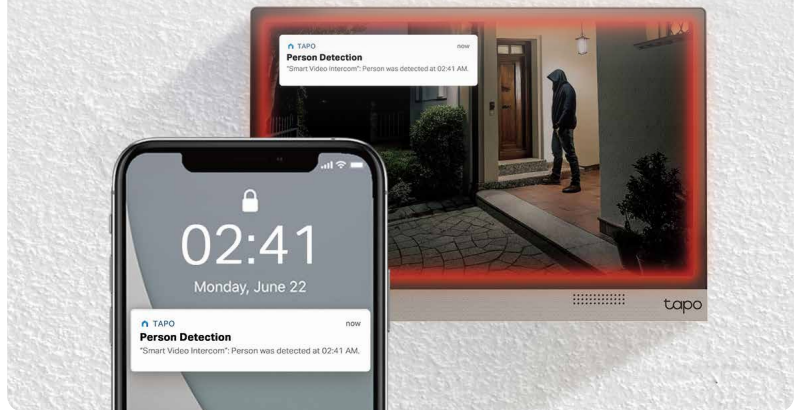 TAPO now
Person Detection
"Smart Video Intercom": Person was detected at 02:41 AM.
tapo
02:41
Monday, June 22
TAPO now
Person Detection
"Smart Video Intercom": Person was detected at 02:41 AM.